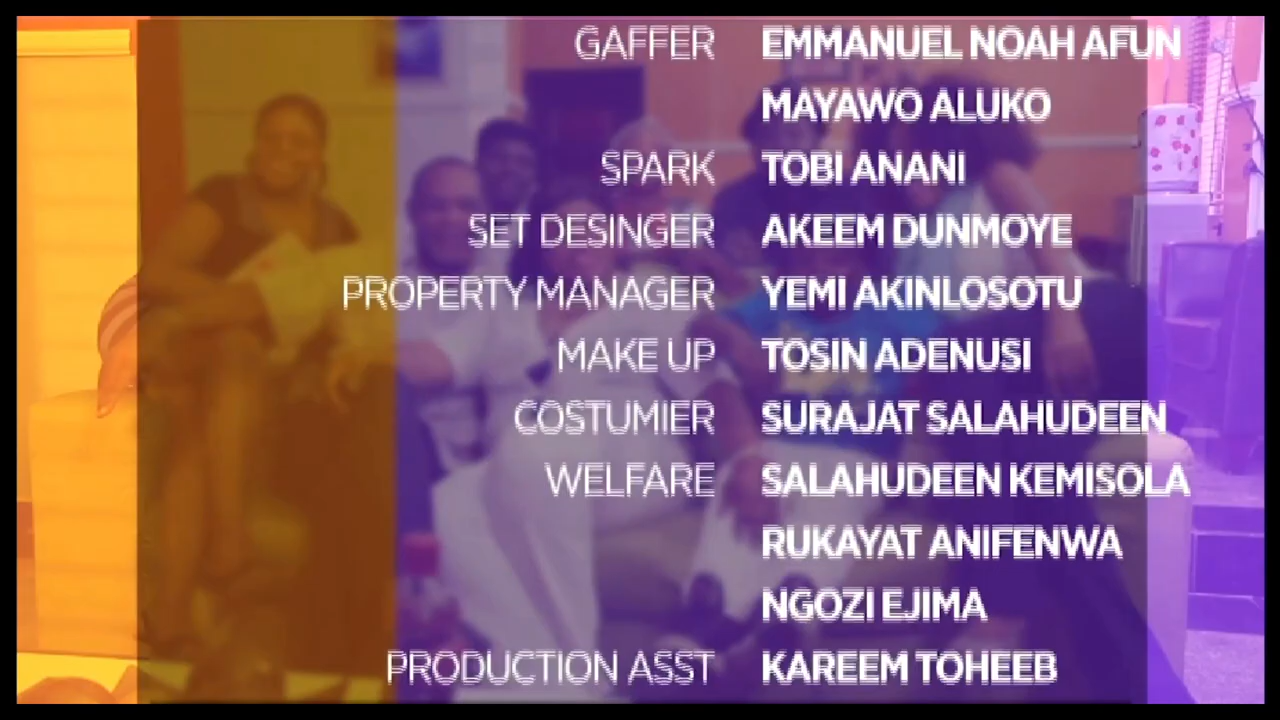 GAFFER EMMANUEL NOAH AFUN
MAYAWO ALUKO
SPARK TOBI ANANI
SET DESINGER AKEEM DUNMOYE
PROPERTY MANAGER YEMI AKINLOSOTU
MAKE UP TOSIN ADENUSI
COSTUMIER SURAJAT SALAHUDEEN
WELFARE SALAHUDEEN KEMISOLA
RUKAYAT ANIFENWA
NGOZI EJIMA
PRODUCTION ASST KAREEM TOHEEB